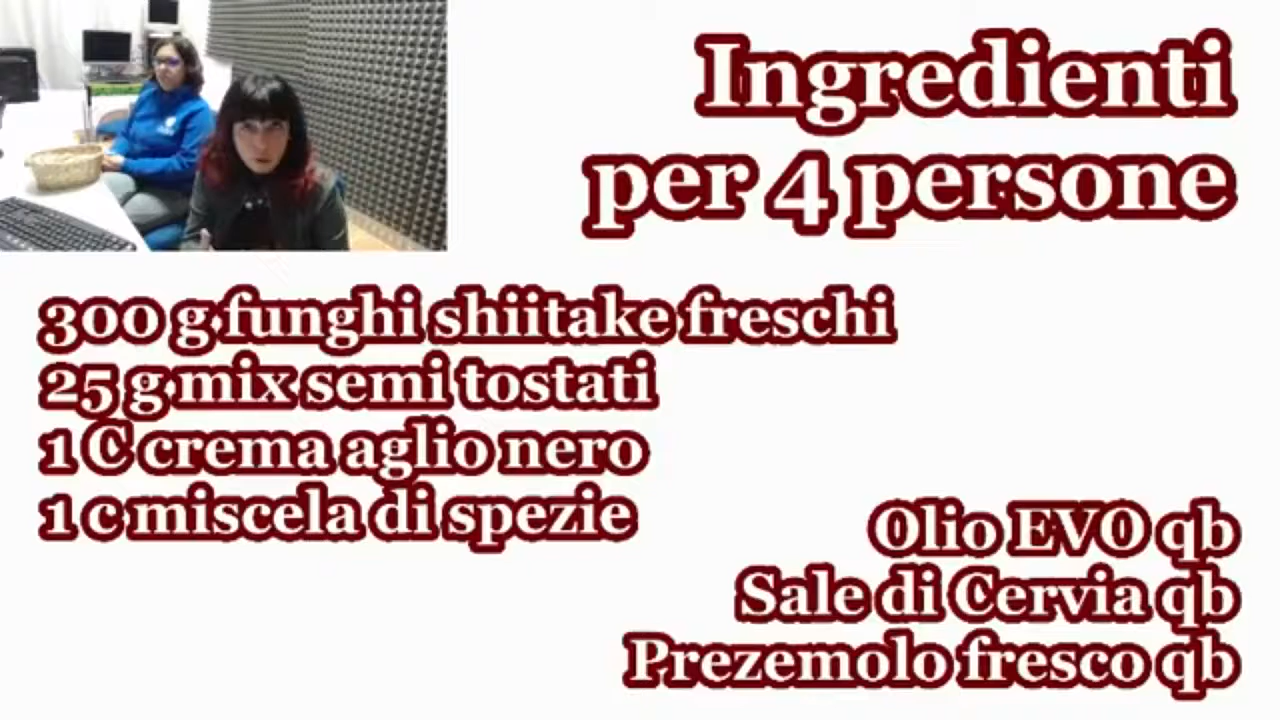 Ingredienti
per 4 persone
300 g funghi shiitake freschi
25 g mix semi tostati
1 C crema aglio nero
1 c miscela di spezie
Olio EVO qb
Sale di Cervia qb
Prezemolo fresco qb